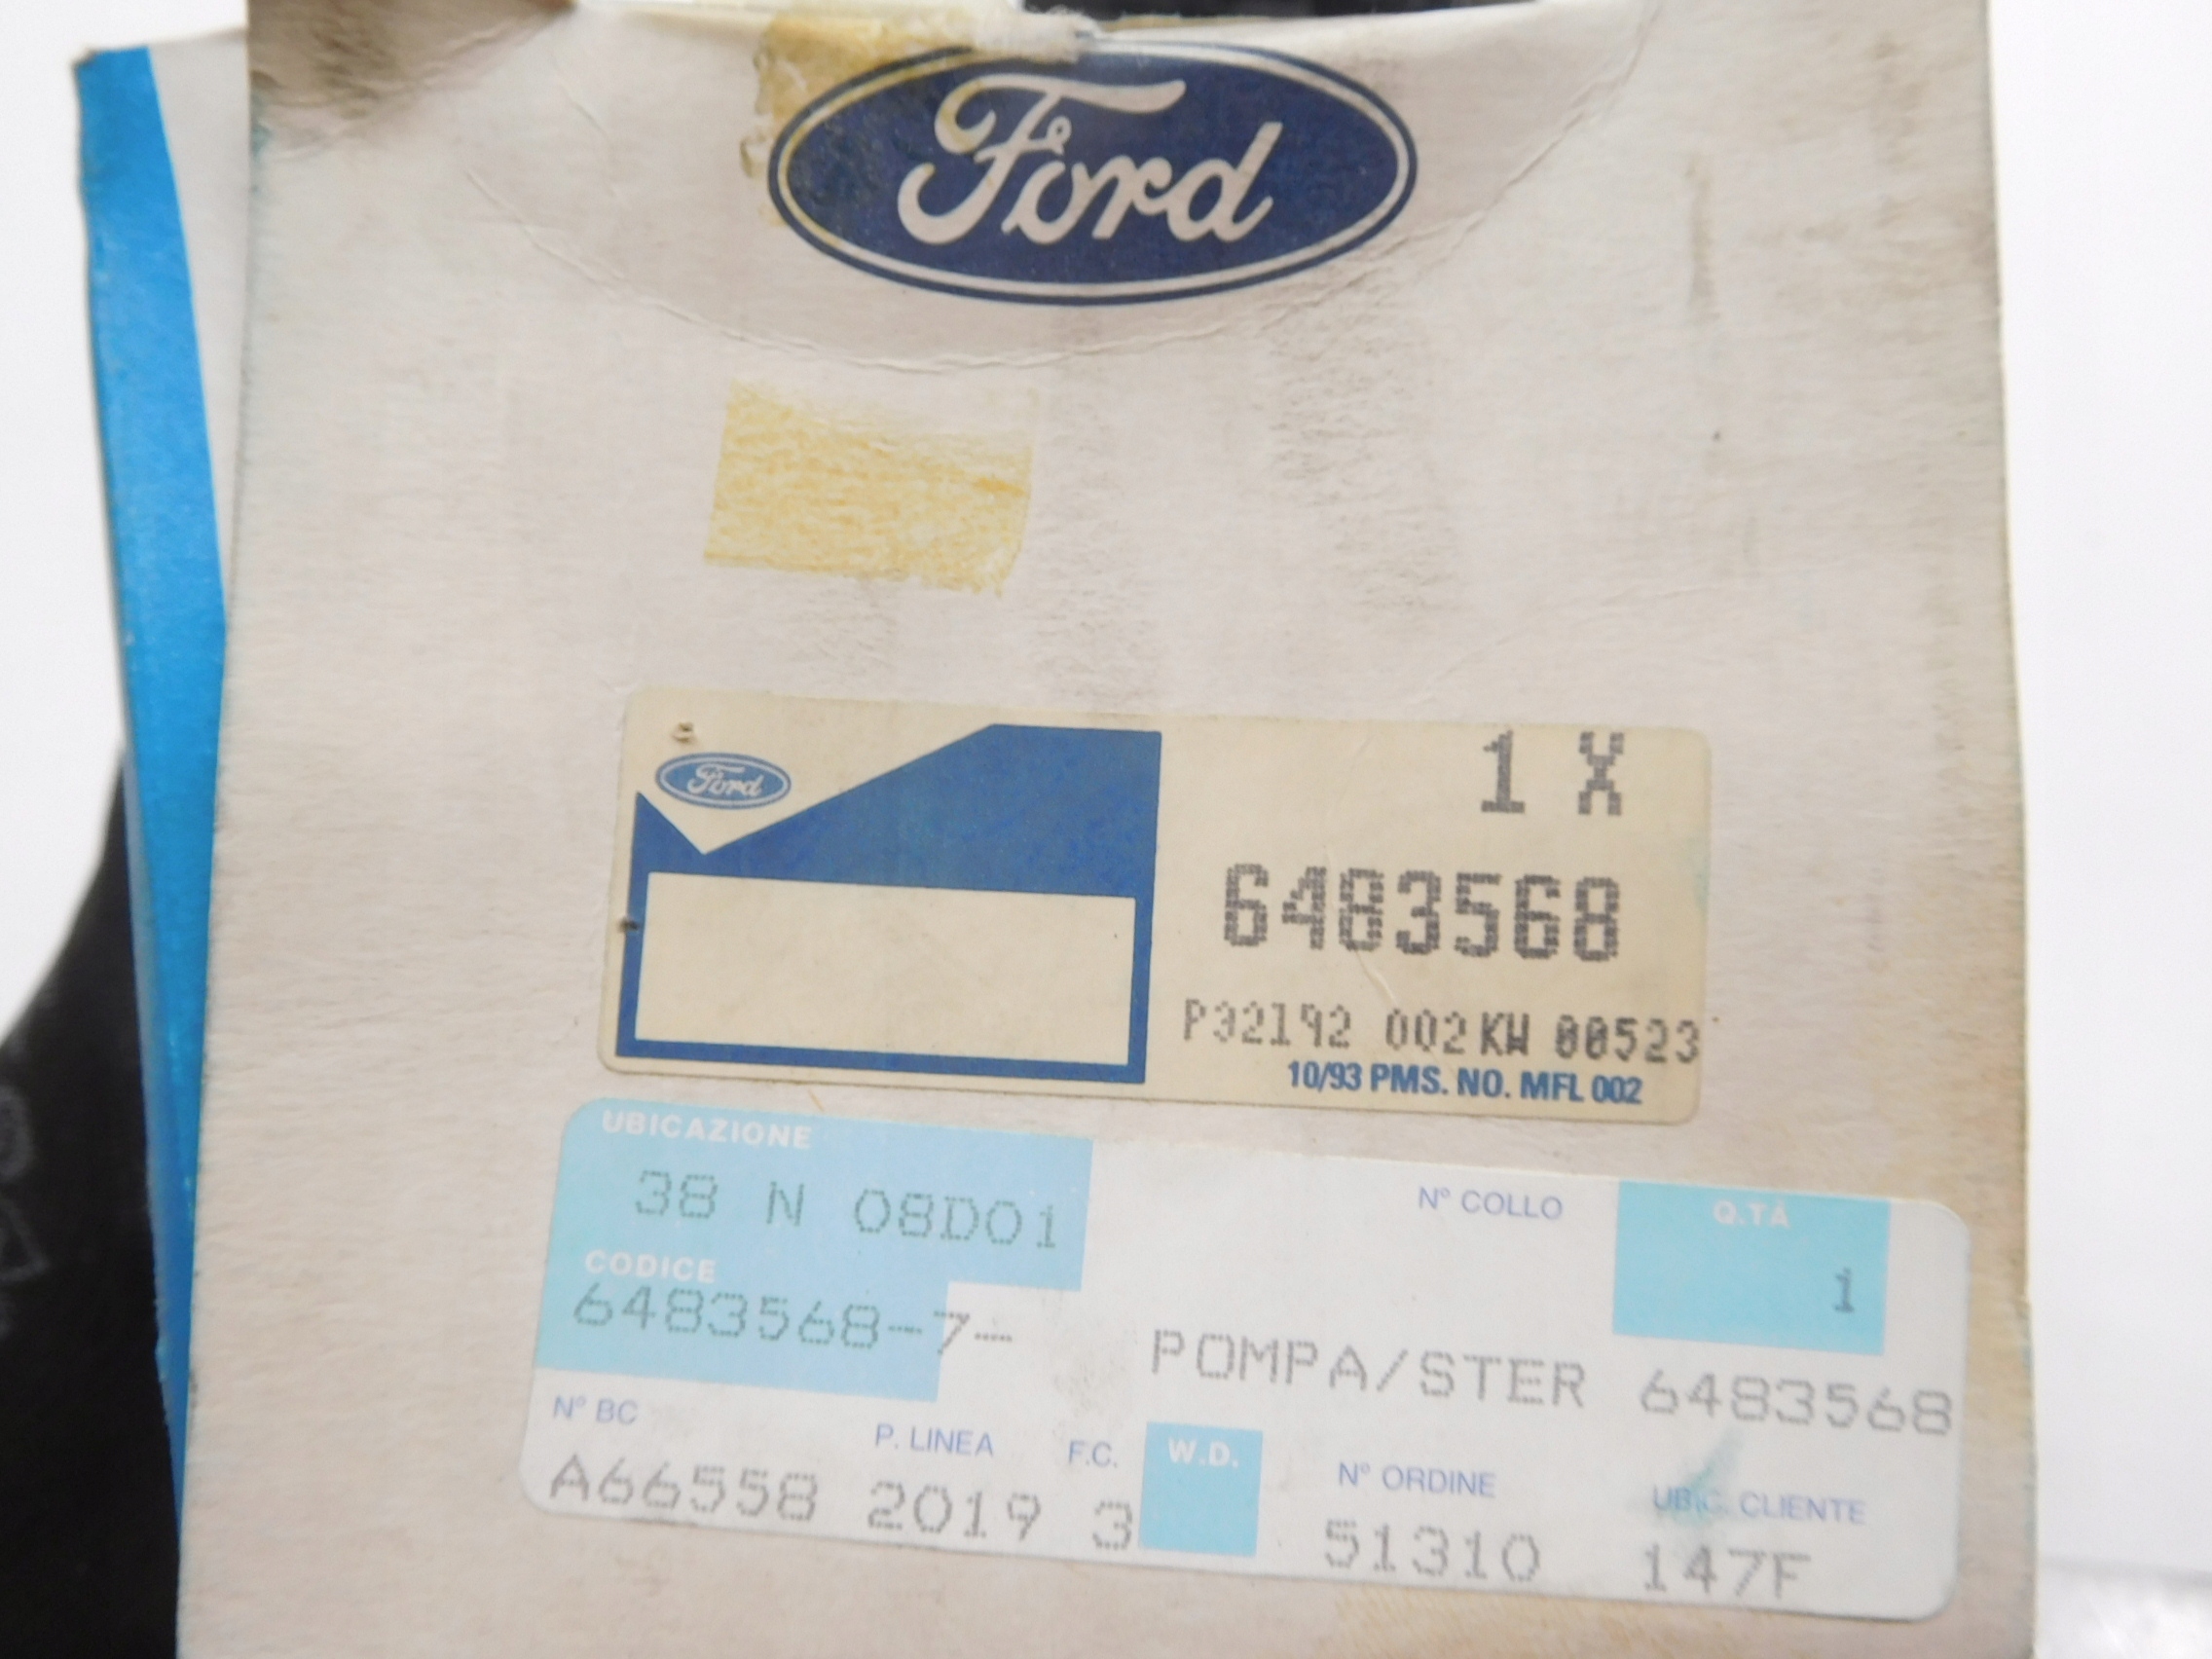 Ford
Ford
1 X
6483568
P32192 002 KW 00523
10/93 PMS. NO. MFL 002
UBICAZIONE
38 N 08D01
N° COLLO
Q.TÀ
1
CODICE
6483568-7-
POMPA/STER 6483568
N° BC
P. LINEA
F.C.
W.D.
N° ORDINE
UBIC. CLIENTE
A66558 2019 3
51310
147F